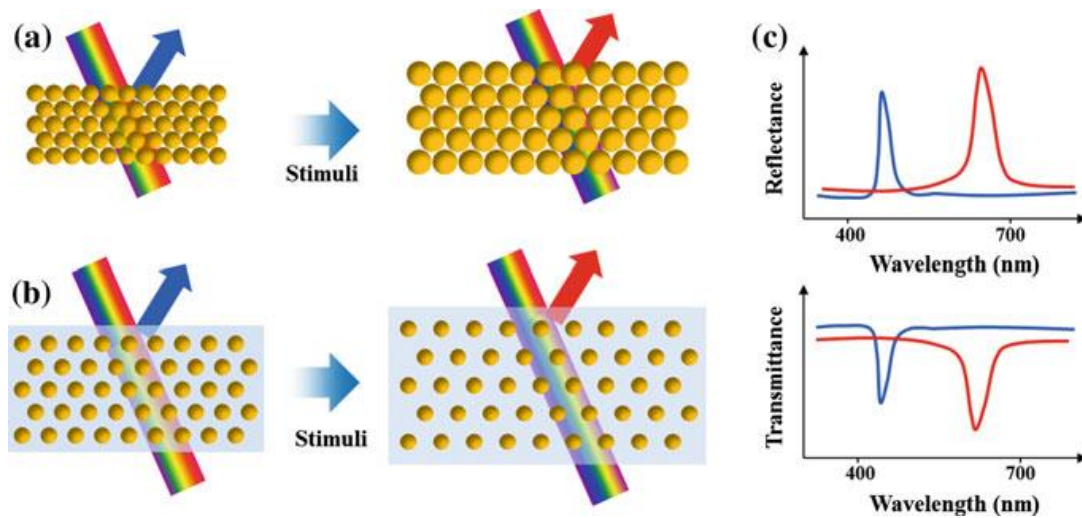 (a)
Stimuli
(b)
Stimuli
(c)
Reflectance
400
700
Wavelength (nm)
Transmittance
400
700
Wavelength (nm)